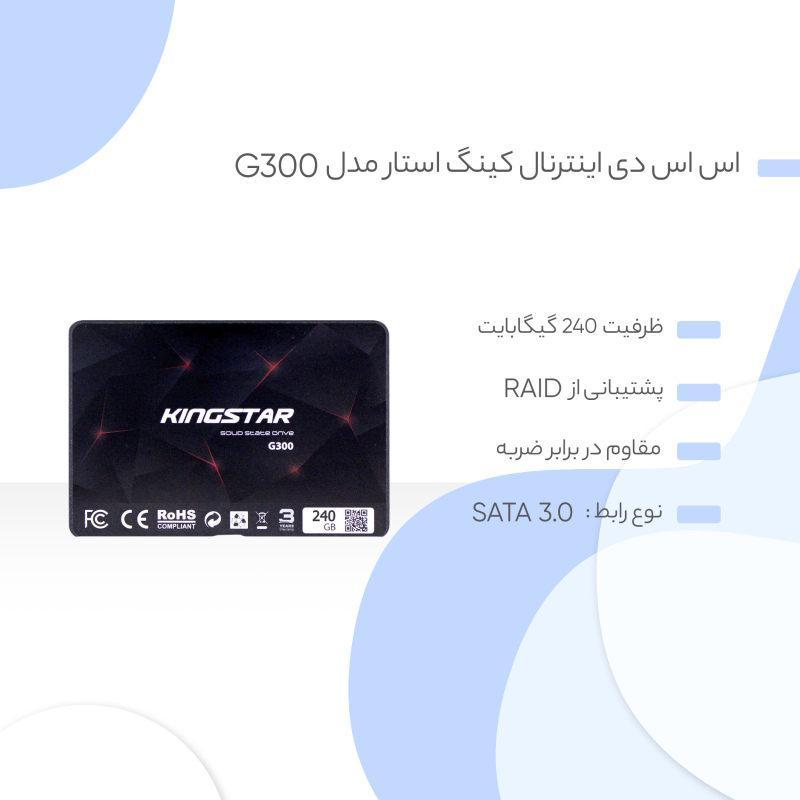 اس اس دی اینترنال کینگ استار مدل G300
ظرفیت 240 گیگابایت
پشتیبانی از RAID
مقاوم در برابر ضربه
نوع رابط : SATA 3.0
KINGSTAR
SOLID STATE DRIVE
G300
FC CE RoHS COMPLIANT 3 YEARS 240 GB